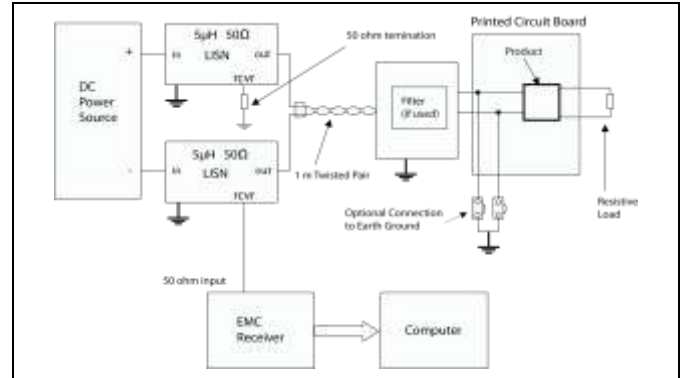 Printed Circuit Board
5µH 50Ω
LISN
in
out
rcvr
50 ohm termination
Product
+
DC
Power
Source
-
Filter
(if used)
5µH 50Ω
LISN
in
out
rcvr
1 m Twisted Pair
Optional Connection
to Earth Ground
Resistive
Load
50 ohm input
EMC
Receiver
Computer